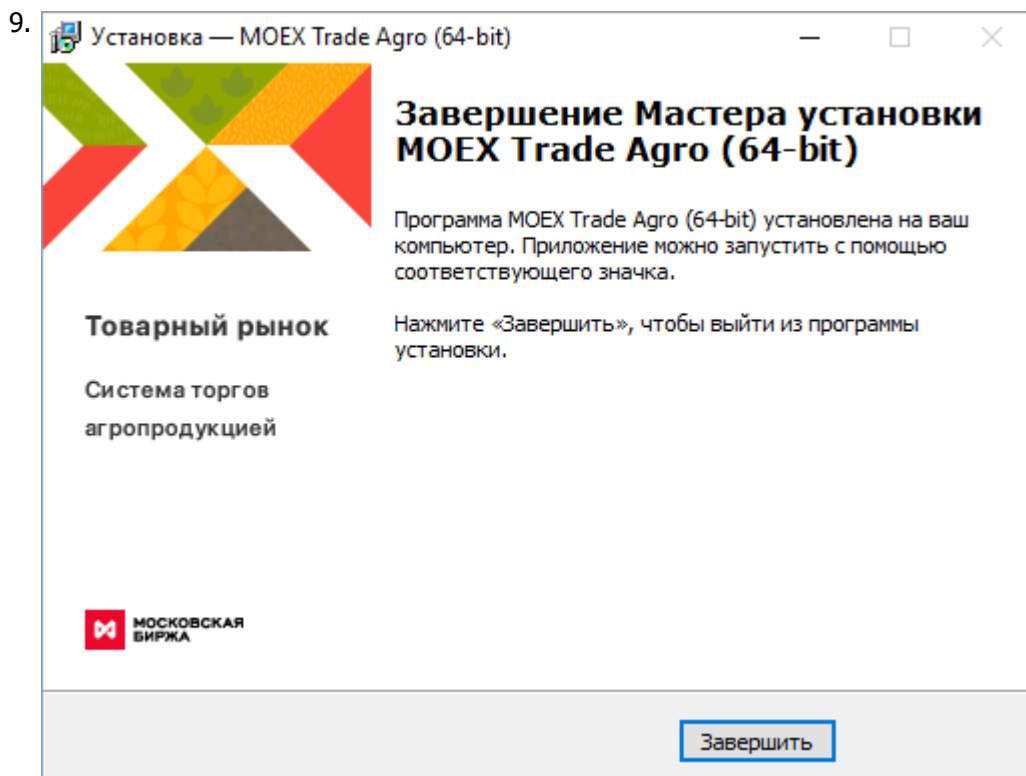 9.
Установка — MOEX Trade Agro (64-bit)
Завершение Мастера установки
MOEX Trade Agro (64-bit)
Программа MOEX Trade Agro (64-bit) установлена на ваш
компьютер. Приложение можно запустить с помощью
соответствующего значка.
Нажмите «Завершить», чтобы выйти из программы
установки.
Товарный рынок
Система торгов
агропродукцией
МОСКОВСКАЯ
БИРЖА
Завершить